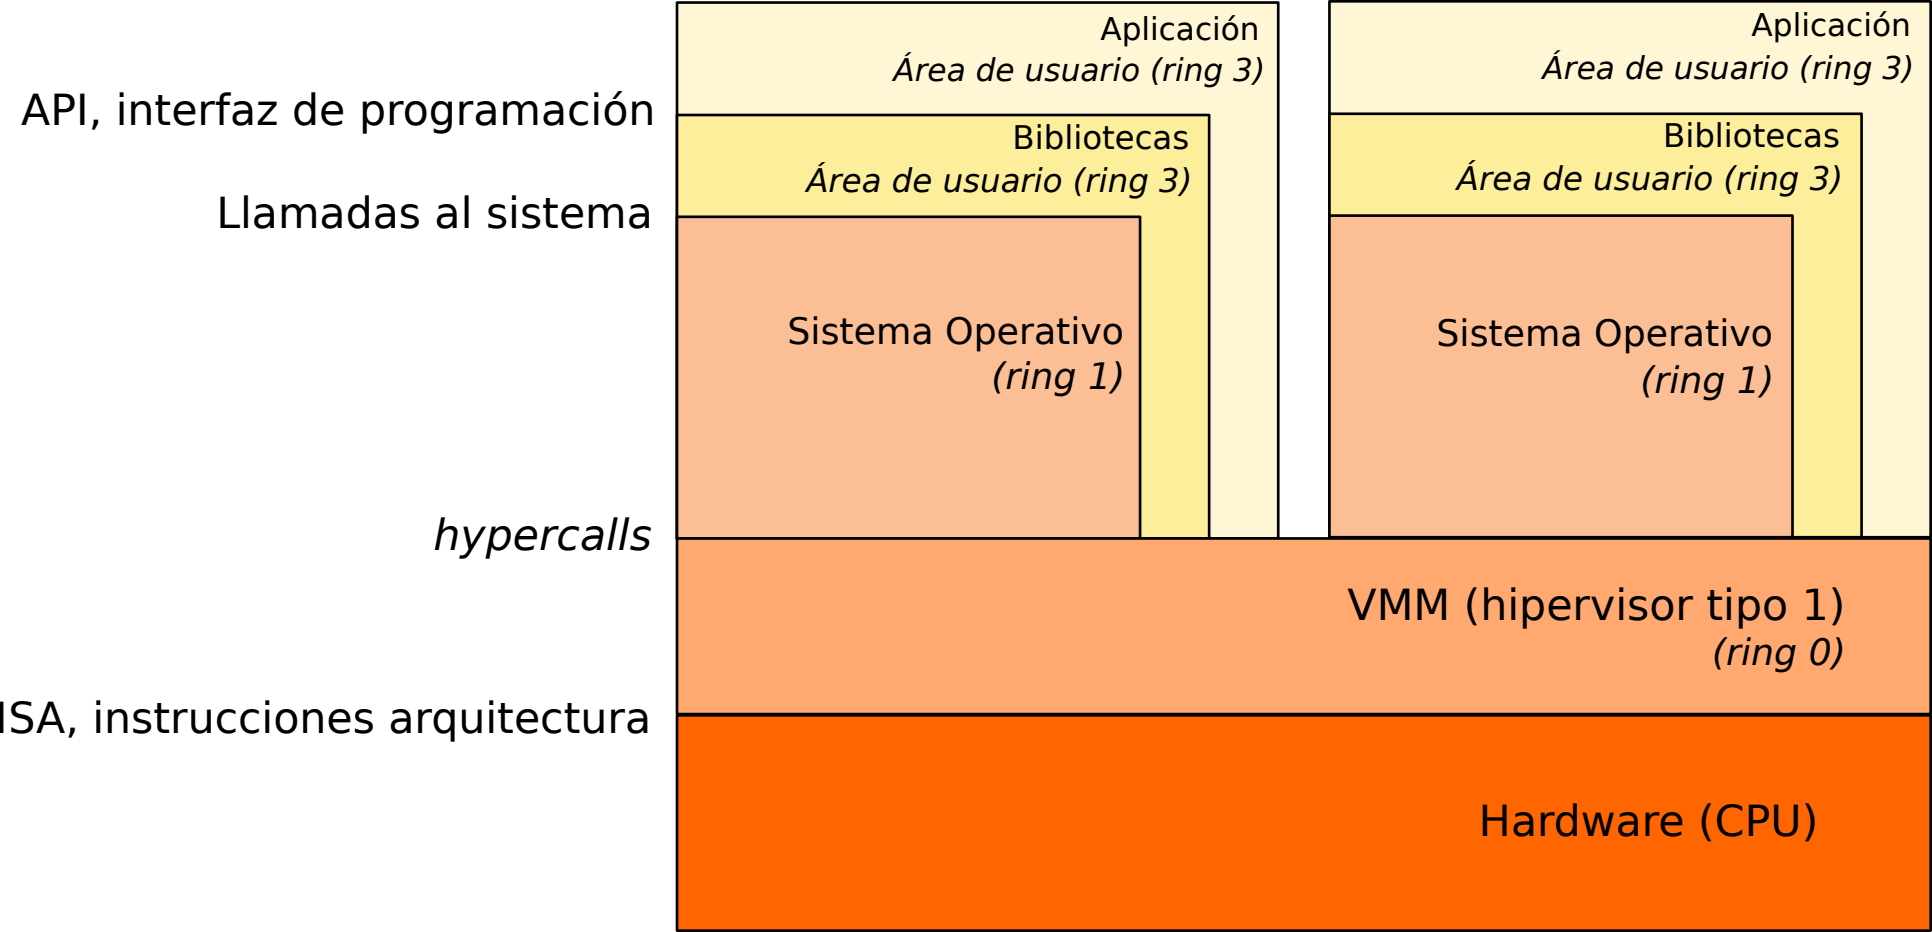 API, interfaz de programación
Llamadas al sistema
hypercalls
ISA, instrucciones arquitectura
Aplicación
Área de usuario (ring 3)
Bibliotecas
Área de usuario (ring 3)
Sistema Operativo
(ring 1)
Aplicación
Área de usuario (ring 3)
Bibliotecas
Área de usuario (ring 3)
Sistema Operativo
(ring 1)
VMM (hipervisor tipo 1)
(ring 0)
Hardware (CPU)